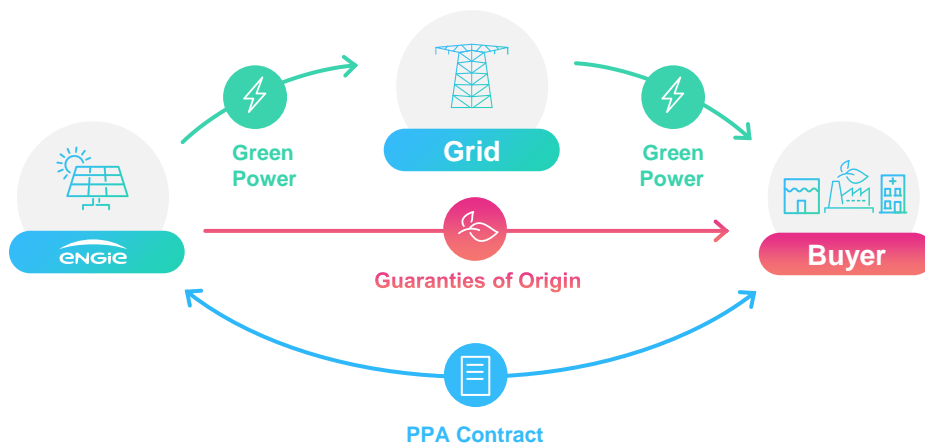 Grid
Green
Power
Green
Power
ENGIE
Guaranties of Origin
Buyer
PPA Contract